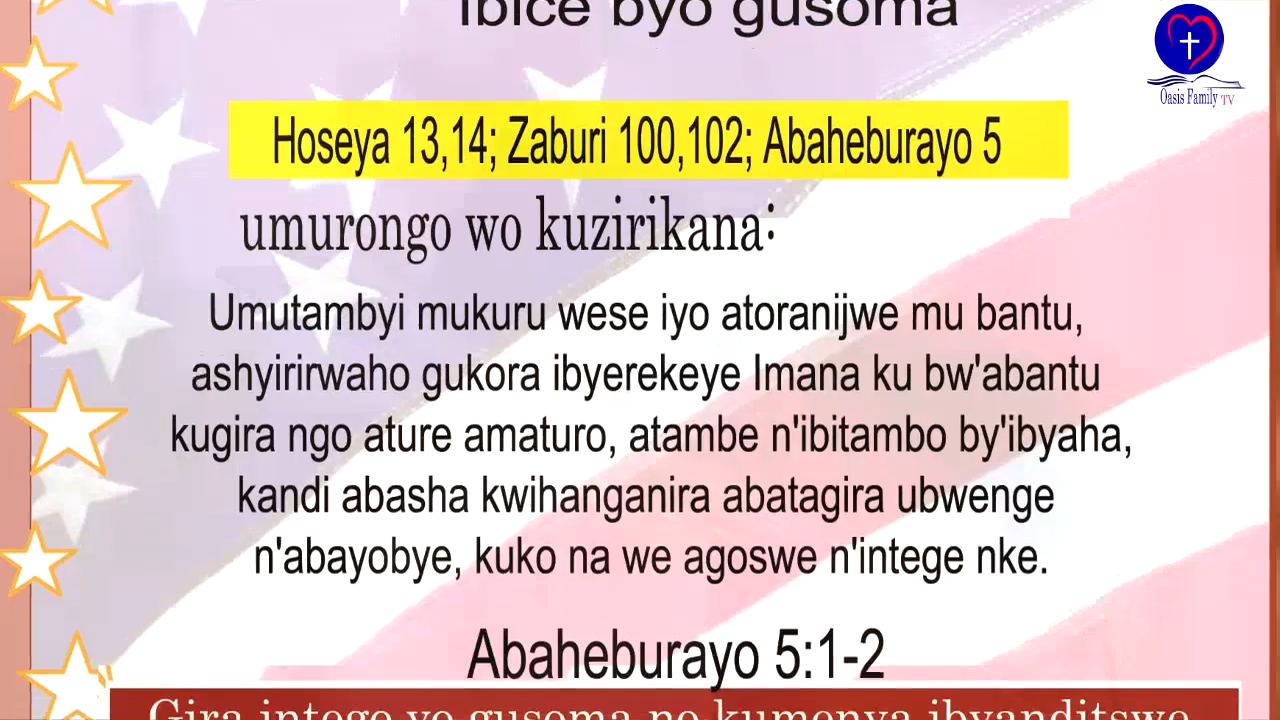 Ibice byo gusoma
Oasis Family TV
Hoseya 13,14; Zaburi 100,102; Abaheburayo 5
umurongo wo kuzirikana:
Umutambyi mukuru wese iyo atoranijwe mu bantu,
ashyirirwaho gukora ibyerekeye Imana ku bw'abantu
kugira ngo ature amaturo, atambe n'ibitambo by'ibyaha,
kandi abasha kwihanganira abatagira ubwenge
n'abayobye, kuko na we agoswe n'intege nke.
Abaheburayo 5:1-2
Gira intego yo gusoma no kumenya ibyanditswe